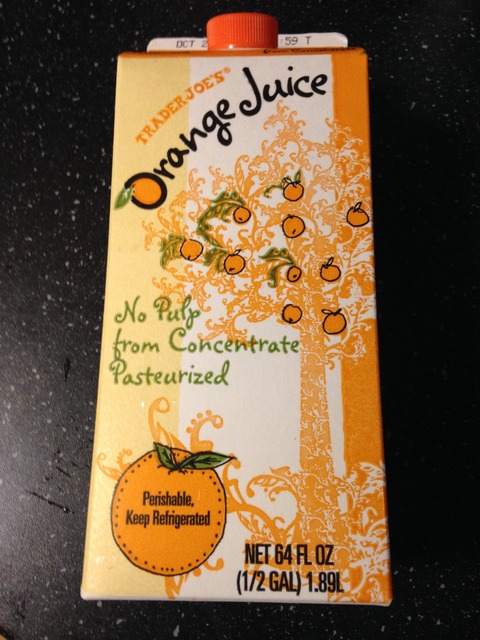 OCT 2
:59 T
TRADER JOE'S®
Orange Juice
No Pulp
from Concentrate
Pasteurized
Perishable,
Keep Refrigerated
NET 64 FL OZ
(1/2 GAL) 1.89L